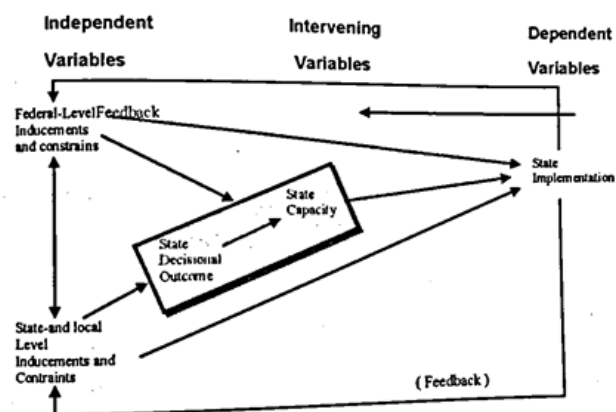 Independent
Variables
Intervening
Variables
Dependent
Variables
Federal-LevelFeedback
Inducements
and constrains
State
Implementation
State
Capacity
State
Decisional
Outcome
State-and local
Level
Inducements and
Contraints
( Feedback )